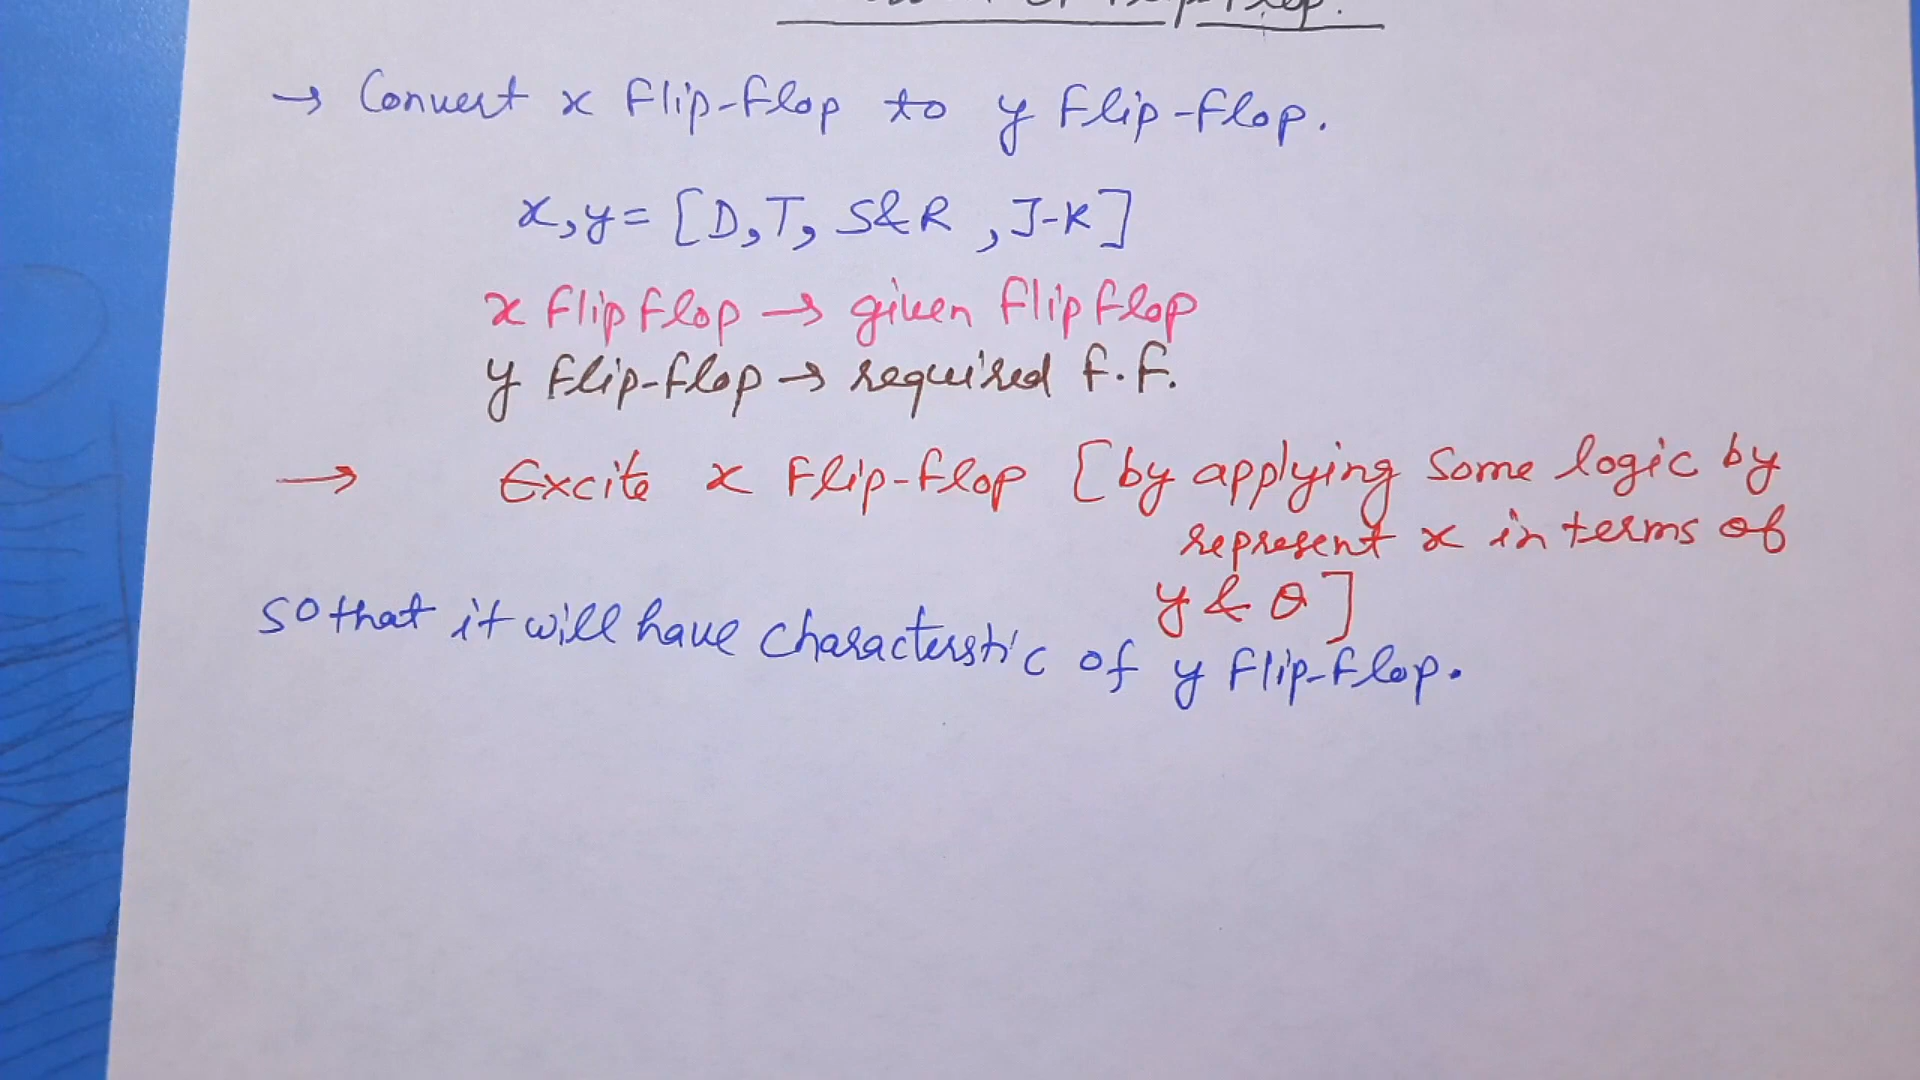 → Convert x Flip-flop to y Flip-flop.
x, y = [D, T, S&R, J-K]
x flip flop → given flip flop
y flip-flop → required f.f.
→ Excite x Flip-flop [by applying some logic by
represent x in terms of
y & Q]
so that it will have characterstic of y flip-flop.